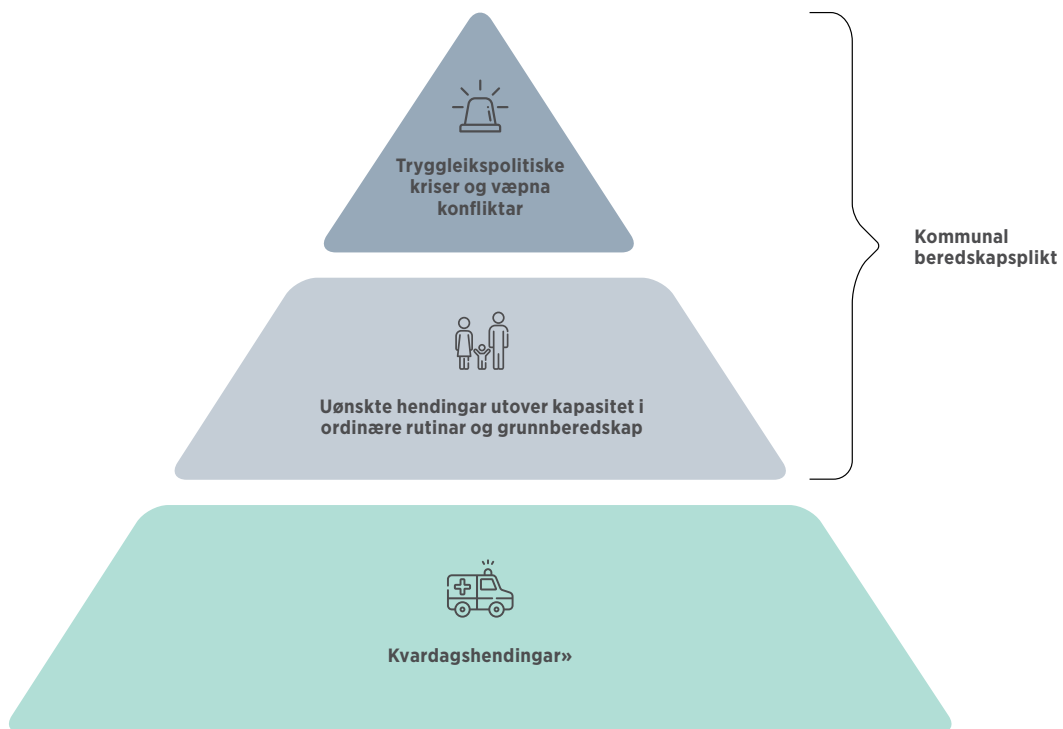 Tryggleikspolitiske
kriser og væpna
konfliktar
Kommunal
beredskapsplikt
Uønskte hendingar utover kapasitet i
ordinære rutinar og grunnberedskap
Kvardagshendingar»